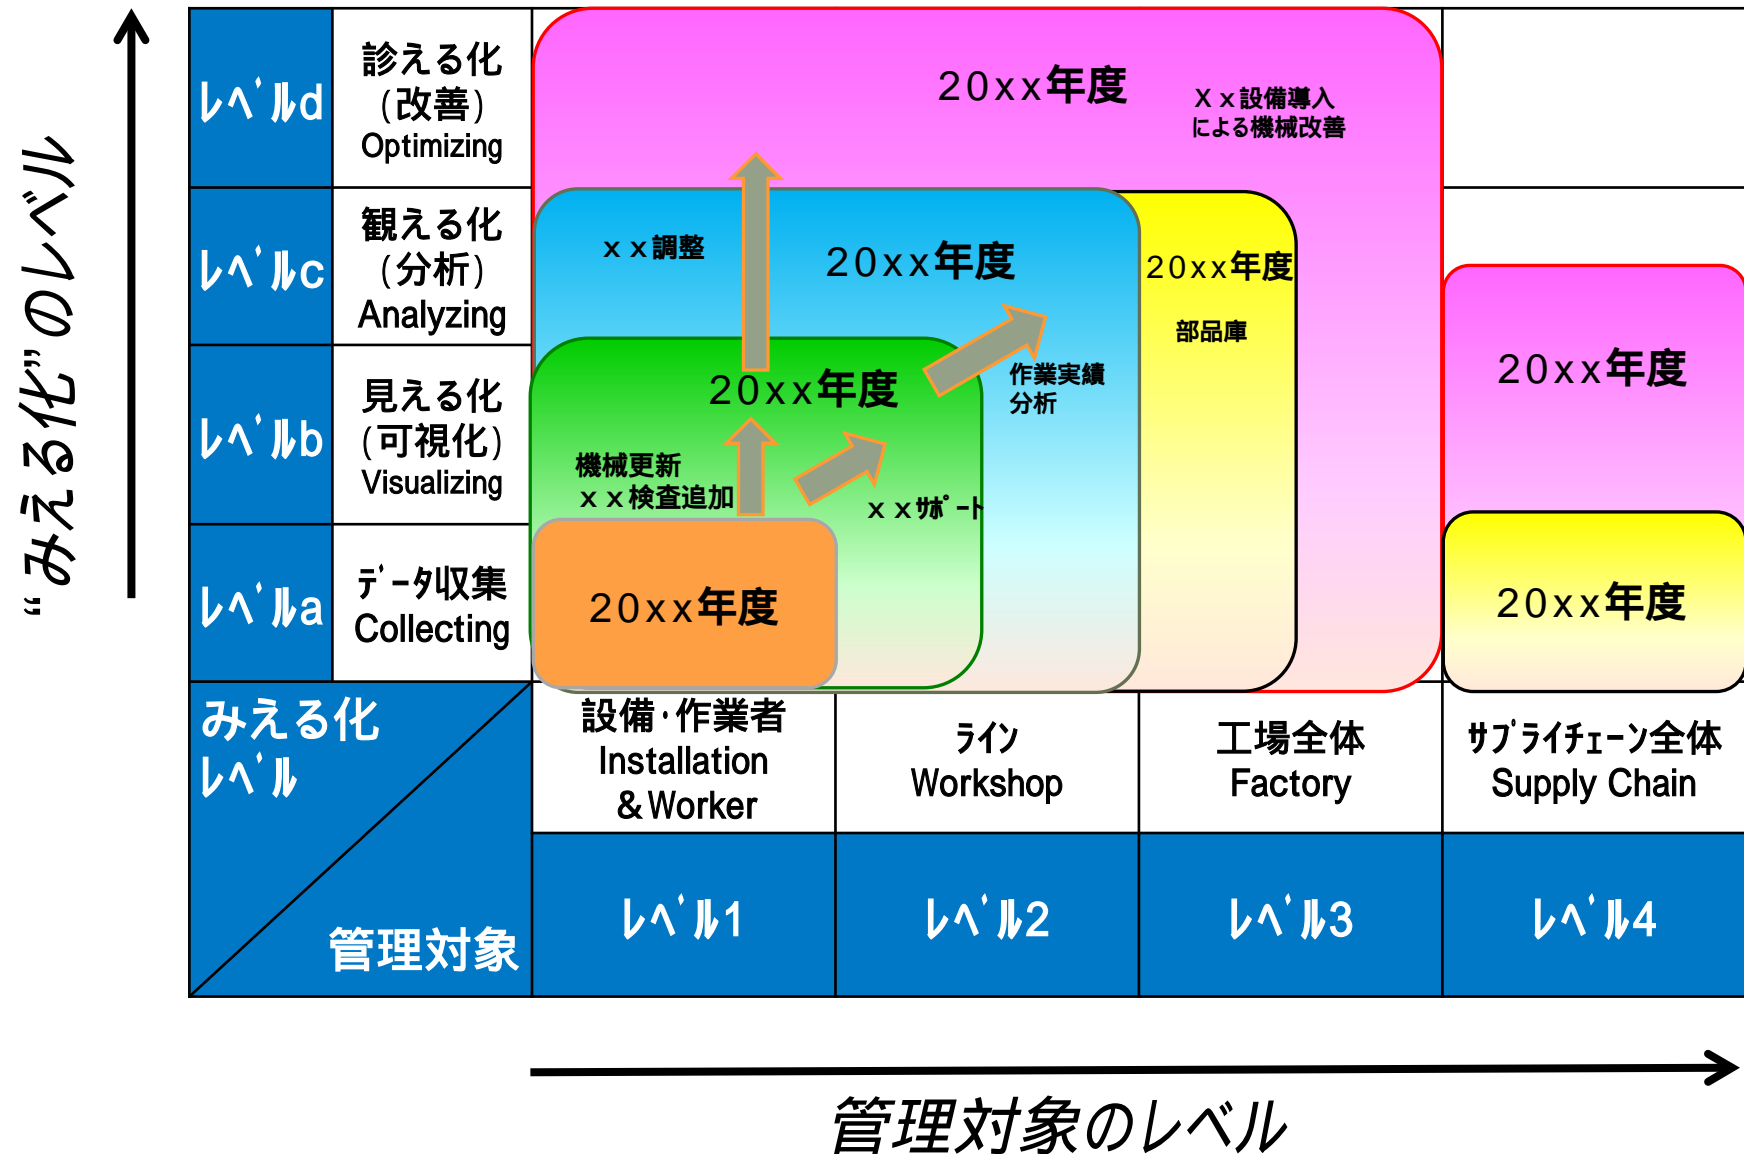 “みえる化”のレベル
レベルd
診える化
(改善)
Optimizing
20xx年度
Xx設備導入
による機械改善
レベルc
観える化
(分析)
Analyzing
xx調整
20xx年度
20xx年度
部品庫
レベルb
見える化
(可視化)
Visualizing
20xx年度
作業実績
分析
機械更新
xx検査追加
xxサポート
20xx年度
レベルa
データ収集
Collecting
20xx年度
20xx年度
みえる化
レベル
管理対象
設備・作業者
Installation
&Worker
ライン
Workshop
工場全体
Factory
サプライチェーン全体
Supply Chain
レベル1
レベル2
レベル3
レベル4
管理対象のレベル